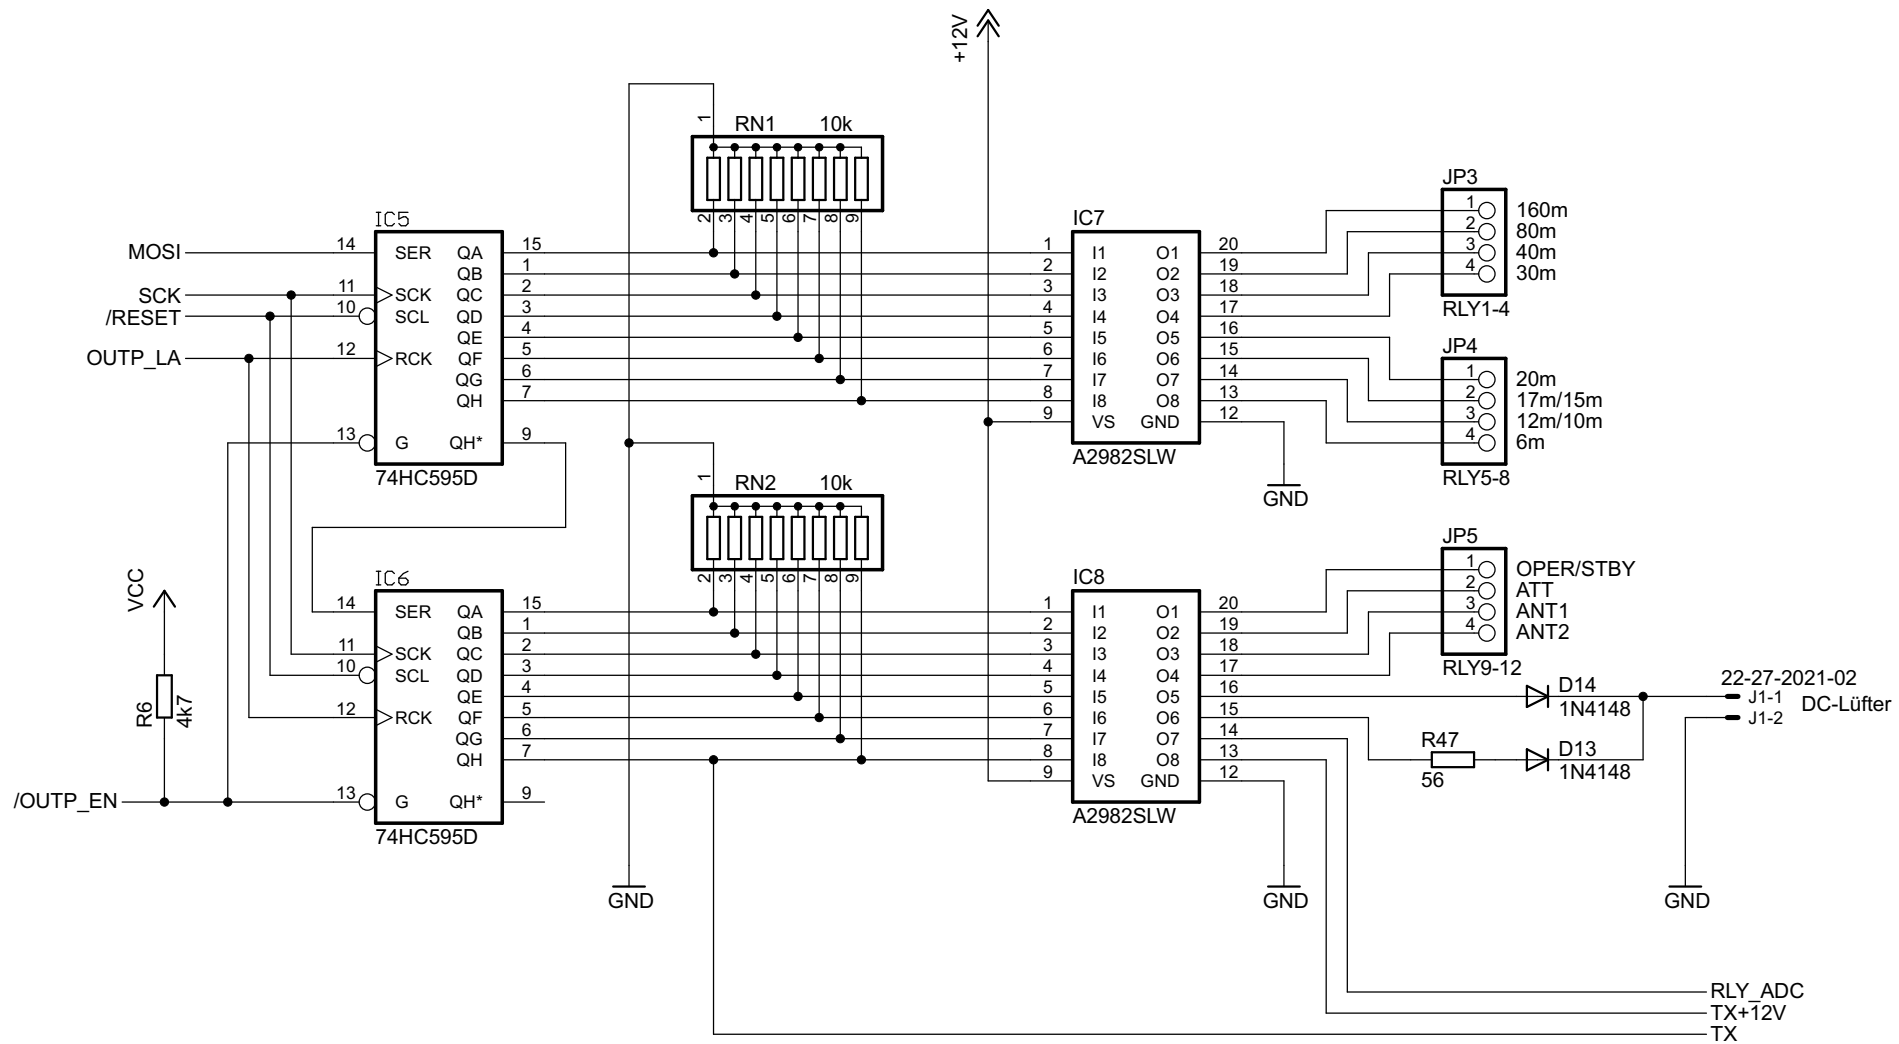 +12V
1
RN1 10k
2 3 4 5 6 7 8 9
IC5
MOSI 14 SER QA 15
QB 1
SCK 11 SCK QC 2
/RESET 10 SCL QD 3
QE 4
OUTP_LA 12 RCK QF 5
QG 6
QH 7
13 G QH* 9
74HC595D
IC7
1 I1 O1 20
2 I2 O2 19
3 I3 O3 18
4 I4 O4 17
5 I5 O5 16
6 I6 O6 15
7 I7 O7 14
8 I8 O8 13
9 VS GND 12
A2982SLW
GND
JP3
1 160m
2 80m
3 40m
4 30m
RLY1-4
JP4
1 20m
2 17m/15m
3 12m/10m
4 6m
RLY5-8
1
RN2 10k
2 3 4 5 6 7 8 9
VCC
R6
4k7
IC6
14 SER QA 15
QB 1
11 SCK QC 2
10 SCL QD 3
QE 4
12 RCK QF 5
QG 6
QH 7
/OUTP_EN 13 G QH* 9
74HC595D
GND
IC8
1 I1 O1 20
2 I2 O2 19
3 I3 O3 18
4 I4 O4 17
5 I5 O5 16
6 I6 O6 15
7 I7 O7 14
8 I8 O8 13
9 VS GND 12
A2982SLW
GND
JP5
1 OPER/STBY
2 ATT
3 ANT1
4 ANT2
RLY9-12
D14
1N4148
R47
56
D13
1N4148
22-27-2021-02
J1-1
J1-2
DC-Lüfter
GND
RLY_ADC
TX+12V
TX